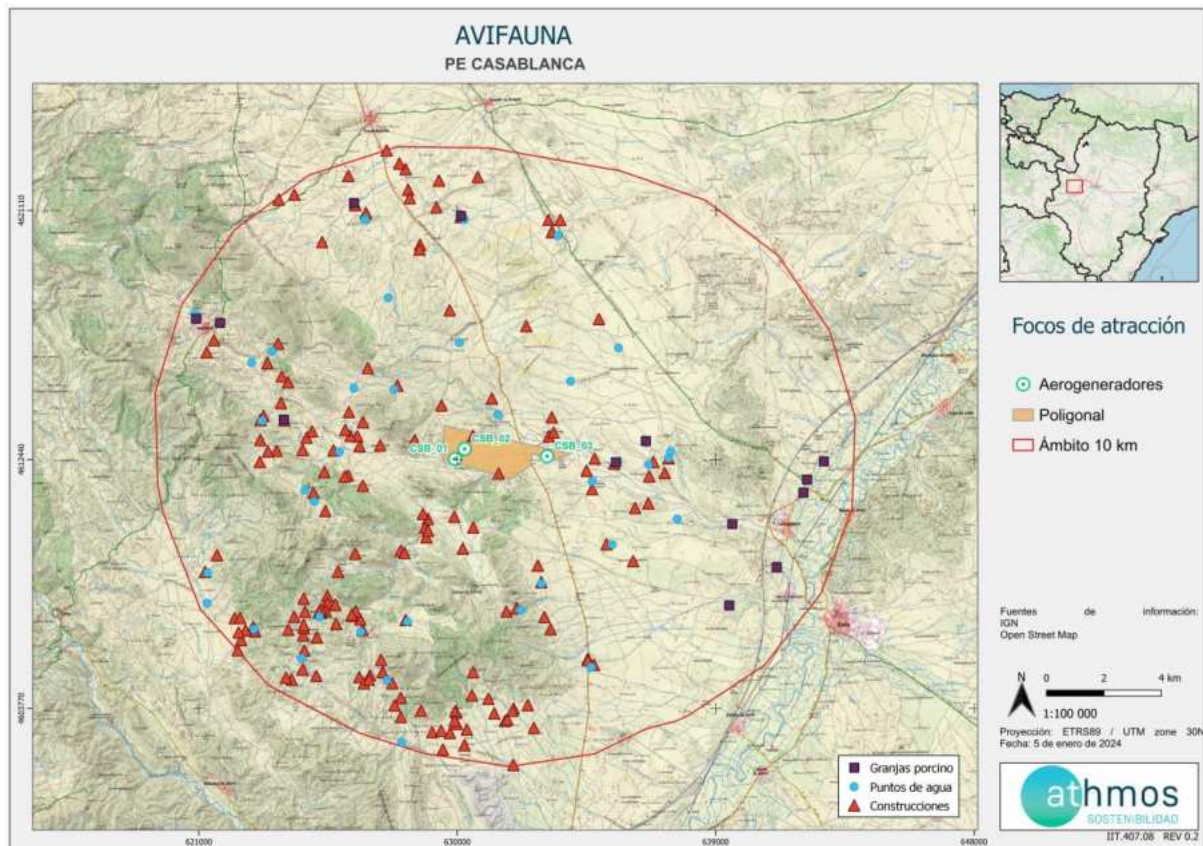 AVIFAUNA
PE CASABLANCA
4621110
4612440
4603770
621000
630000
639000
648000
CSB_01
CSB_02
CSB_03
Épila
Granjas porcino
Puntos de agua
Construcciones
Focos de atracción
Aerogeneradores
Poligonal
Ámbito 10 km
Fuentes de información:
IGN
Open Street Map
N
0 2 4 km
1:100 000
Proyección: ETRS89 / UTM zone 30N
Fecha: 5 de enero de 2024
athmos
SOSTENIBILIDAD
IIT.407.08 REV 0.2